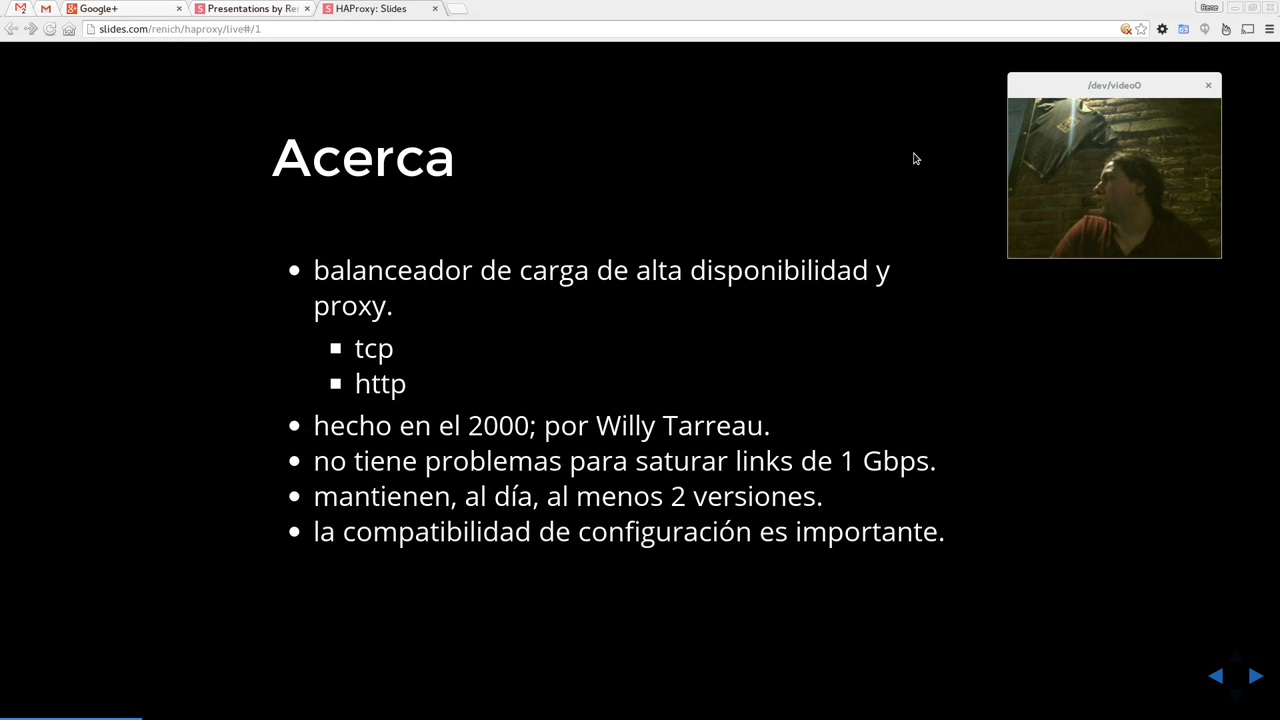 Google+
Presentations by Re
HAProxy: Slides
Rene
slides.com/renich/haproxy/live#/1
/dev/video0
Acerca
balanceador de carga de alta disponibilidad y
proxy.
tcp
http
hecho en el 2000; por Willy Tarreau.
no tiene problemas para saturar links de 1 Gbps.
mantienen, al día, al menos 2 versiones.
la compatibilidad de configuración es importante.